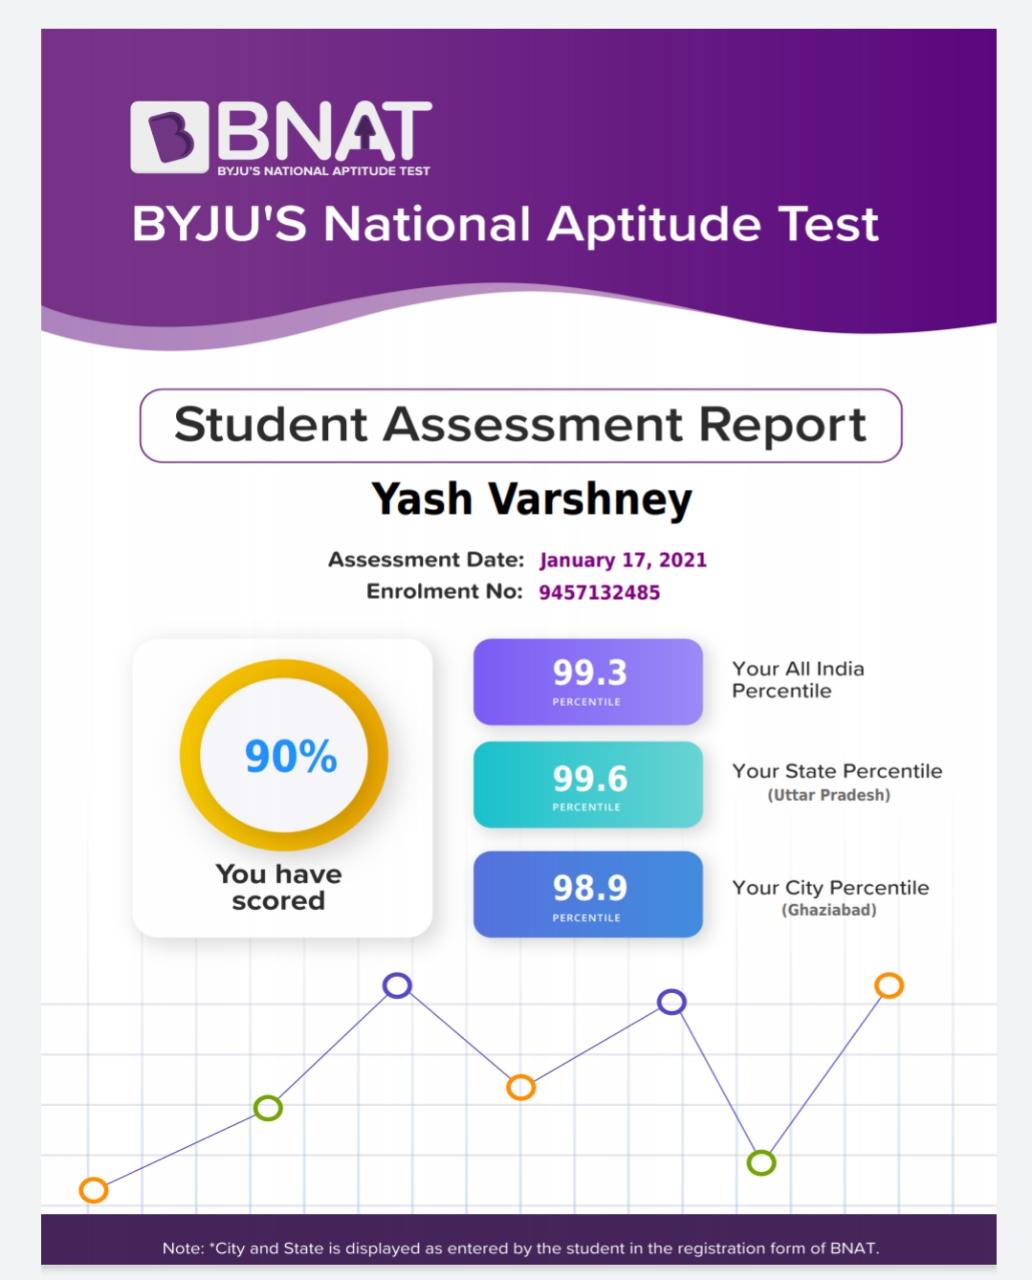 BNAT
BYJU'S NATIONAL APTITUDE TEST
BYJU'S National Aptitude Test
Student Assessment Report
Yash Varshney
Assessment Date: January 17, 2021
Enrolment No: 9457132485
90%
You have
scored
99.3
PERCENTILE
Your All India
Percentile
99.6
PERCENTILE
Your State Percentile
(Uttar Pradesh)
98.9
PERCENTILE
Your City Percentile
(Ghaziabad)
Note: *City and State is displayed as entered by the student in the registration form of BNAT.